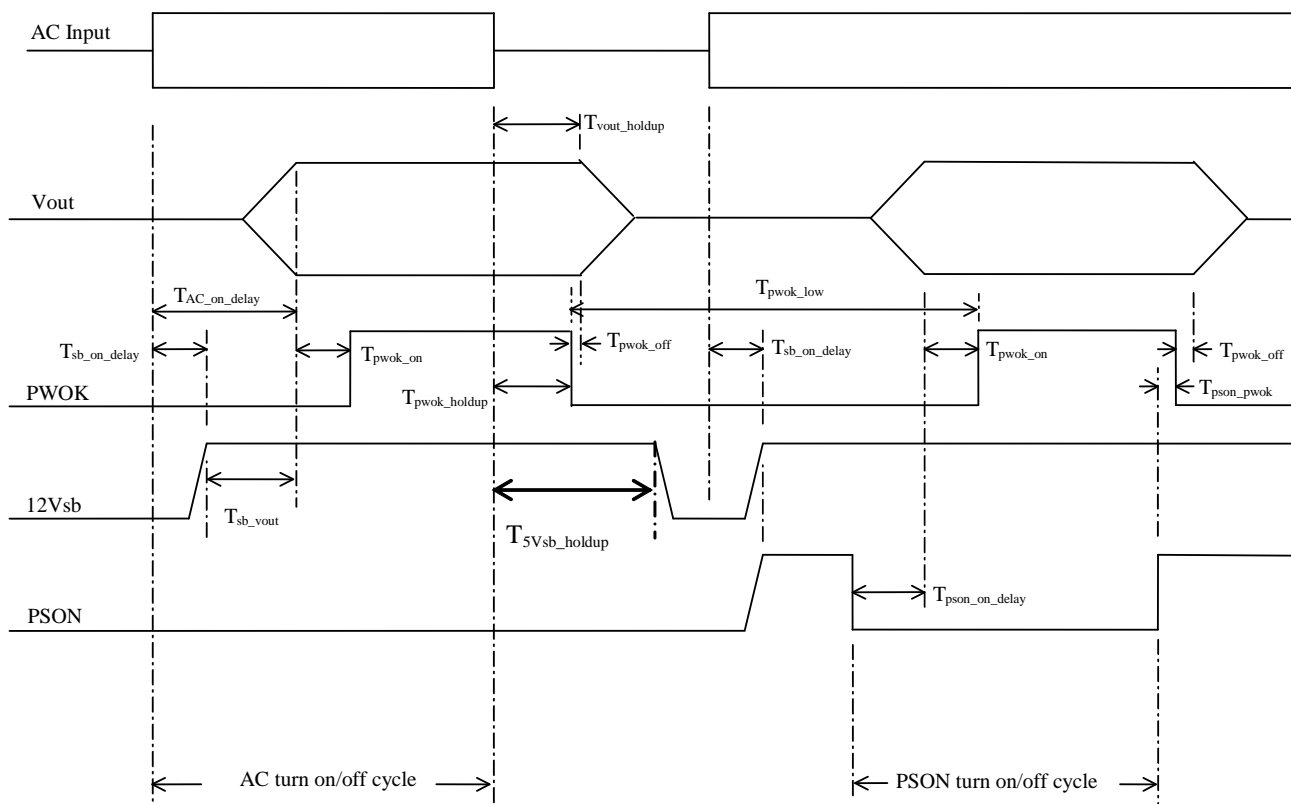 AC Input
Tvout_holdup
Vout
TAC_on_delay
Tpwok_low
Tsb_on_delay
Tpwok_on
Tpwok_off
Tsb_on_delay
Tpwok_on
Tpwok_off
PWOK
Tpwok_holdup
Tpson_pwok
12Vsb
Tsb_vout
T5Vsb_holdup
Tpson_on_delay
PSON
AC turn on/off cycle
PSON turn on/off cycle